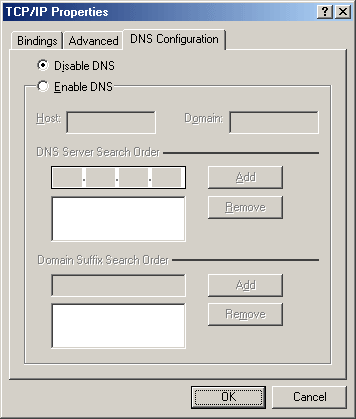 TCP/IP Properties
Bindings Advanced DNS Configuration
Disable DNS
Enable DNS
Host: Domain:
DNS Server Search Order
. . . Add
Remove
Domain Suffix Search Order
Add
Remove
OK Cancel